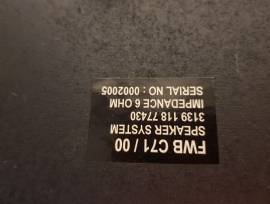 FWB C71 / 00
SPEAKER SYSTEM
3139 118 77430
IMPEDANCE 6 OHM
SERIAL NO : 0002005